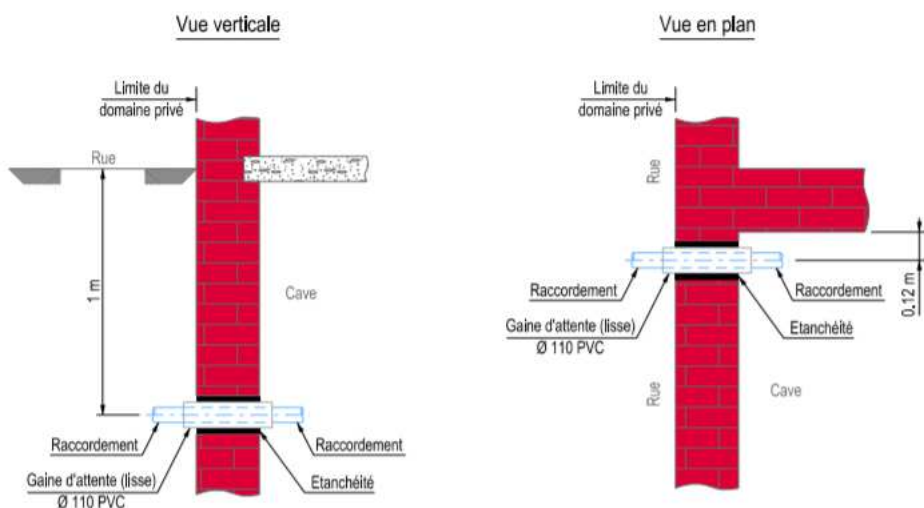 Vue verticale
Limite du
domaine privé
Rue
1 m
Cave
Raccordement
Raccordement
Gaine d'attente (lisse)
Ø 110 PVC
Etanchéité
Vue en plan
Limite du
domaine privé
Rue
Raccordement
Raccordement
0.12 m
Gaine d'attente (lisse)
Ø 110 PVC
Etanchéité
Rue
Cave